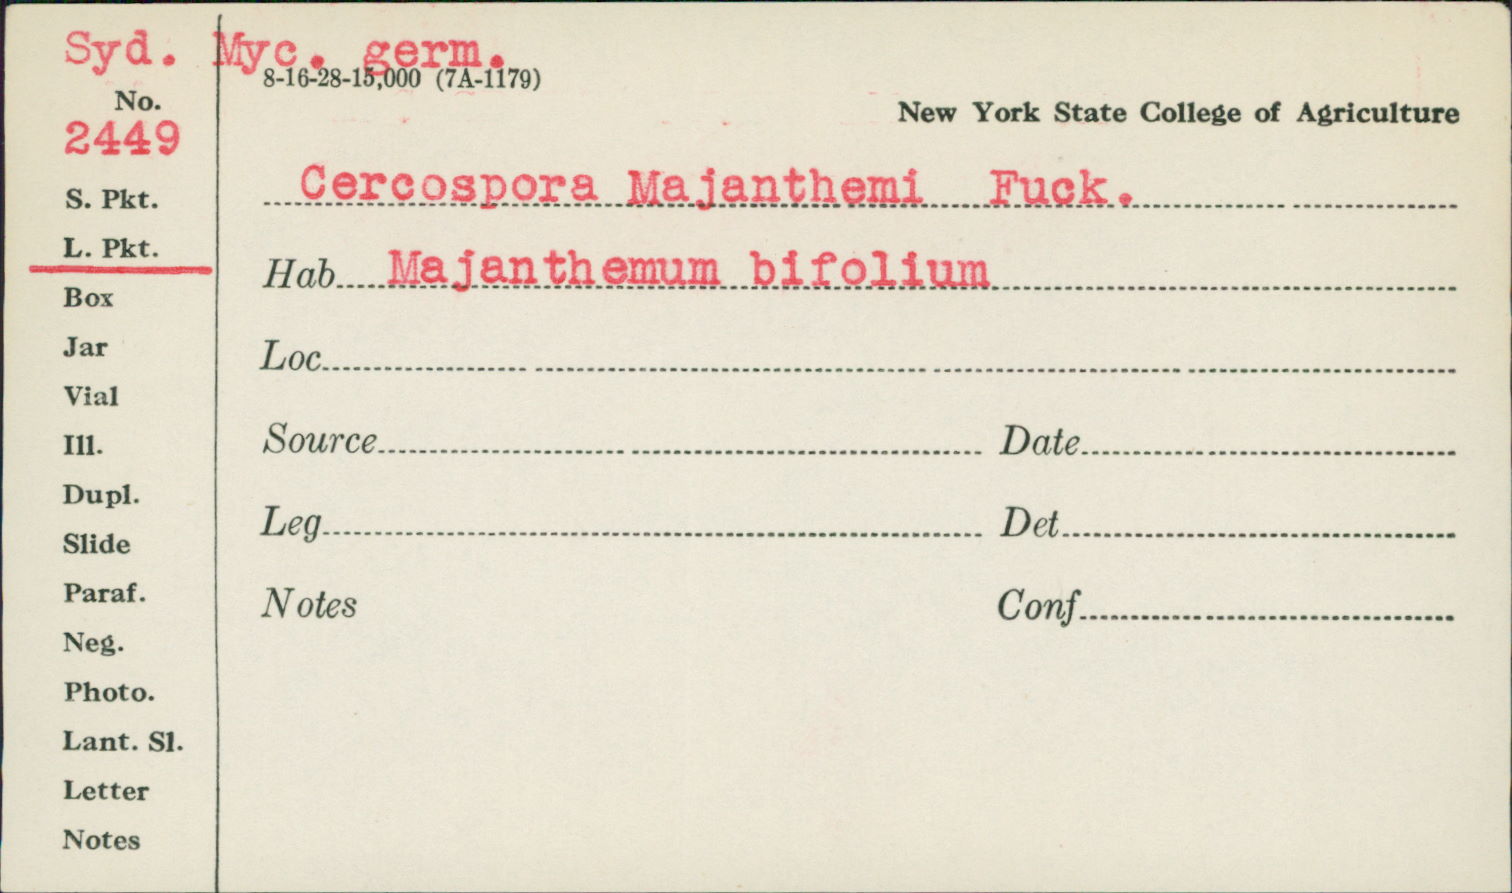 Syd. Myc. germ.
8-16-28-15,000 (7A-1179)
No.
New York State College of Agriculture
2449
Cercospora Majanthemi Fuck.
S. Pkt.
L. Pkt.
Hab. Majanthemum bifolium
Box
Jar
Loc.
Vial
Ill.
Source Date
Dupl.
Leg Det
Slide
Paraf.
Notes Conf
Neg.
Photo.
Lant. Sl.
Letter
Notes